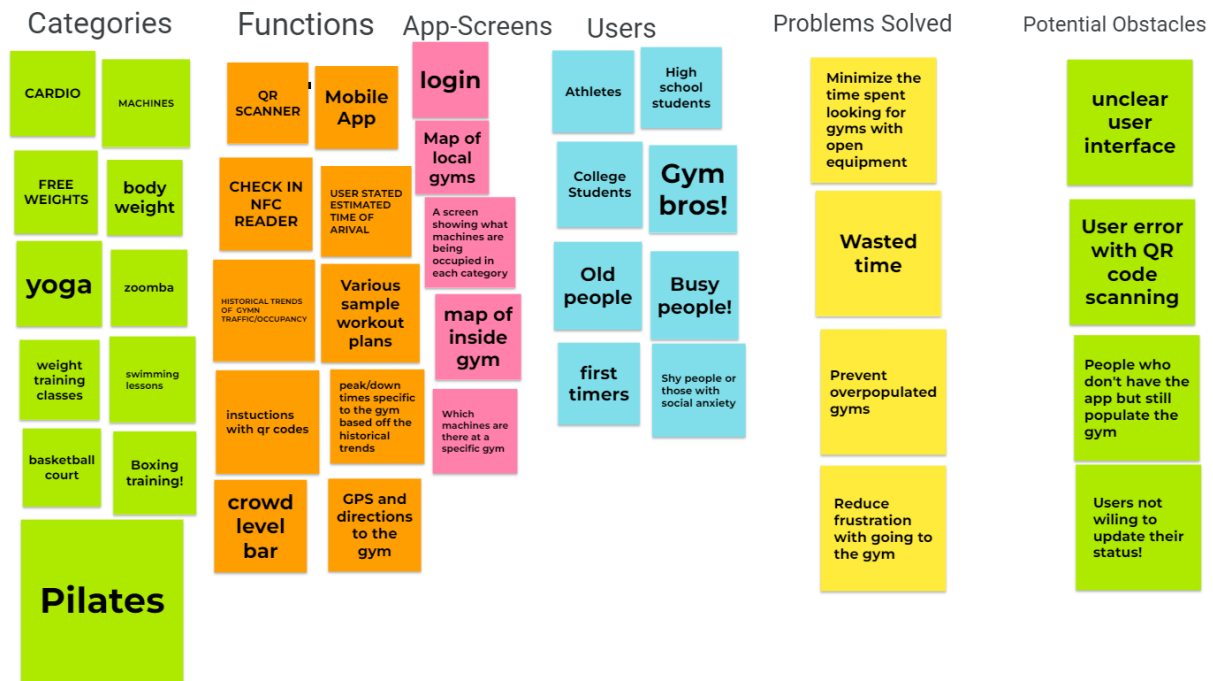 Categories
CARDIO
MACHINES
FREE
WEIGHTS
body
weight
yoga
zoomba
weight
training
classes
swimming
lessons
basketball
court
Boxing
training!
Pilates
Functions
QR
SCANNER
Mobile
App
CHECK IN
NFC
READER
USER STATED
ESTIMATED
TIME OF
ARIVAL
HISTORICAL TRENDS
OF GYMN
TRAFFIC/OCCUPANCY
Various
sample
workout
plans
instuctions
with qr codes
peak/down
times specific
to the gym
based off the
historical
trends
crowd
level
bar
GPS and
directions
to the
gym
App-Screens
login
Map of
local
gyms
A screen
showing what
machines are
being
occupied in
each category
map of
inside
gym
Which
machines are
there at a
specific gym
Users
Athletes
High
school
students
College
Students
Gym
bros!
Old
people
Busy
people!
first
timers
Shy people or
those with
social anxiety
Problems Solved
Minimize the
time spent
looking for
gyms with
open
equipment
Wasted
time
Prevent
overpopulated
gyms
Reduce
frustration
with going to
the gym
Potential Obstacles
unclear
user
interface
User error
with QR
code
scanning
People who
don't have the
app but still
populate the
gym
Users not
wiling to
update their
status!